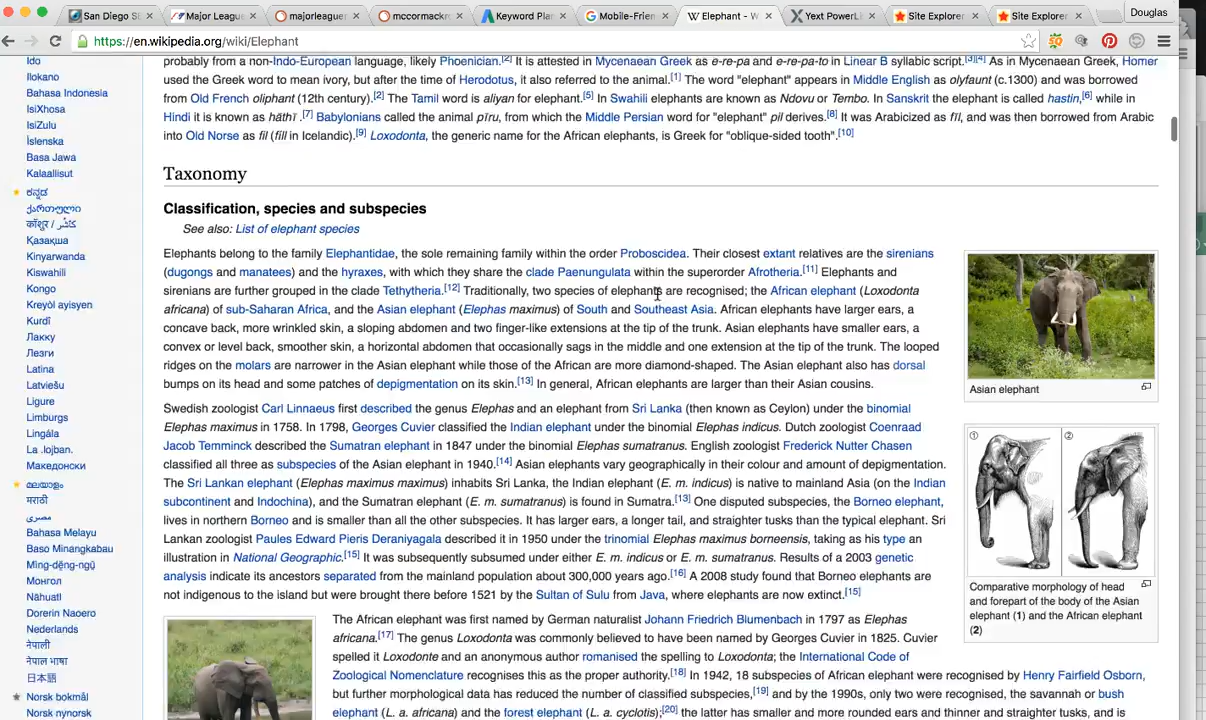 San Diego S
Major Leagu
majorleaguer
mccormackr
Keyword Plan
Mobile-Frien
Elephant - W
Yext PowerLi
Site Explorer
Site Explorer
Douglas
https://en.wikipedia.org/wiki/Elephant
Ido
Ilokano
Bahasa Indonesia
IsiXhosa
IsiZulu
Íslenska
Basa Jawa
Kalaallisut
ಕನ್ನಡ
ქართული
Қазақша
Kinyarwanda
Kiswahili
Kongo
Kreyòl ayisyen
Kurdî
Лакку
Лезги
Latina
Latviešu
Ligure
Limburgs
Lingála
La .lojban.
Македонски
മലയാളം
मराठी
مصرى
Bahasa Melayu
Baso Minangkabau
Mìng-dĕng-ngṳ̄
Монгол
Nāhuatl
Dorerin Naoero
Nederlands
नेपाली
नेपाल भाषा
日本語
Norsk bokmål
Norsk nynorsk
probably from a non-Indo-European language, likely Phoenician.[2] It is attested in Mycenaean Greek as e-re-pa and e-re-pa-to in Linear B syllabic script.[3][4] As in Mycenaean Greek, Homer
used the Greek word to mean ivory, but after the time of Herodotus, it also referred to the animal.[1] The word "elephant" appears in Middle English as olyfaunt (c.1300) and was borrowed
from Old French oliphant (12th century).[2] The Tamil word is aliyan for elephant.[5] In Swahili elephants are known as Ndovu or Tembo. In Sanskrit the elephant is called hastin,[6] while in
Hindi it is known as hāthī .[7] Babylonians called the animal pīru, from which the Middle Persian word for "elephant" pil derives.[8] It was Arabicized as fīl, and was then borrowed from Arabic
into Old Norse as fíl (fíll in Icelandic).[9] Loxodonta, the generic name for the African elephants, is Greek for "oblique-sided tooth".[10]
Taxonomy
Classification, species and subspecies
See also: List of elephant species
Elephants belong to the family Elephantidae, the sole remaining family within the order Proboscidea. Their closest extant relatives are the sirenians
(dugongs and manatees) and the hyraxes, with which they share the clade Paenungulata within the superorder Afrotheria.[11] Elephants and
sirenians are further grouped in the clade Tethytheria.[12] Traditionally, two species of elephants are recognised; the African elephant (Loxodonta
africana) of sub-Saharan Africa, and the Asian elephant (Elephas maximus) of South and Southeast Asia. African elephants have larger ears, a
concave back, more wrinkled skin, a sloping abdomen and two finger-like extensions at the tip of the trunk. Asian elephants have smaller ears, a
convex or level back, smoother skin, a horizontal abdomen that occasionally sags in the middle and one extension at the tip of the trunk. The looped
ridges on the molars are narrower in the Asian elephant while those of the African are more diamond-shaped. The Asian elephant also has dorsal
bumps on its head and some patches of depigmentation on its skin.[13] In general, African elephants are larger than their Asian cousins.
Swedish zoologist Carl Linnaeus first described the genus Elephas and an elephant from Sri Lanka (then known as Ceylon) under the binomial
Elephas maximus in 1758. In 1798, Georges Cuvier classified the Indian elephant under the binomial Elephas indicus. Dutch zoologist Coenraad
Jacob Temminck described the Sumatran elephant in 1847 under the binomial Elephas sumatranus. English zoologist Frederick Nutter Chasen
classified all three as subspecies of the Asian elephant in 1940.[14] Asian elephants vary geographically in their colour and amount of depigmentation.
The Sri Lankan elephant (Elephas maximus maximus) inhabits Sri Lanka, the Indian elephant (E. m. indicus) is native to mainland Asia (on the Indian
subcontinent and Indochina), and the Sumatran elephant (E. m. sumatranus) is found in Sumatra.[13] One disputed subspecies, the Borneo elephant,
lives in northern Borneo and is smaller than all the other subspecies. It has larger ears, a longer tail, and straighter tusks than the typical elephant. Sri
Lankan zoologist Paules Edward Pieris Deraniyagala described it in 1950 under the trinomial Elephas maximus borneensis, taking as his type an
illustration in National Geographic.[15] It was subsequently subsumed under either E. m. indicus or E. m. sumatranus. Results of a 2003 genetic
analysis indicate its ancestors separated from the mainland population about 300,000 years ago.[16] A 2008 study found that Borneo elephants are
not indigenous to the island but were brought there before 1521 by the Sultan of Sulu from Java, where elephants are now extinct.[15]
The African elephant was first named by German naturalist Johann Friedrich Blumenbach in 1797 as Elephas
africana.[17] The genus Loxodonta was commonly believed to have been named by Georges Cuvier in 1825. Cuvier
spelled it Loxodonte and an anonymous author romanised the spelling to Loxodonta; the International Code of
Zoological Nomenclature recognises this as the proper authority.[18] In 1942, 18 subspecies of African elephant were recognised by Henry Fairfield Osborn,
but further morphological data has reduced the number of classified subspecies,[19] and by the 1990s, only two were recognised, the savannah or bush
elephant (L. a. africana) and the forest elephant (L. a. cyclotis);[20] the latter has smaller and more rounded ears and thinner and straighter tusks, and is
Asian elephant
1
2
Comparative morphology of head
and forepart of the body of the Asian
elephant (1) and the African elephant
(2)